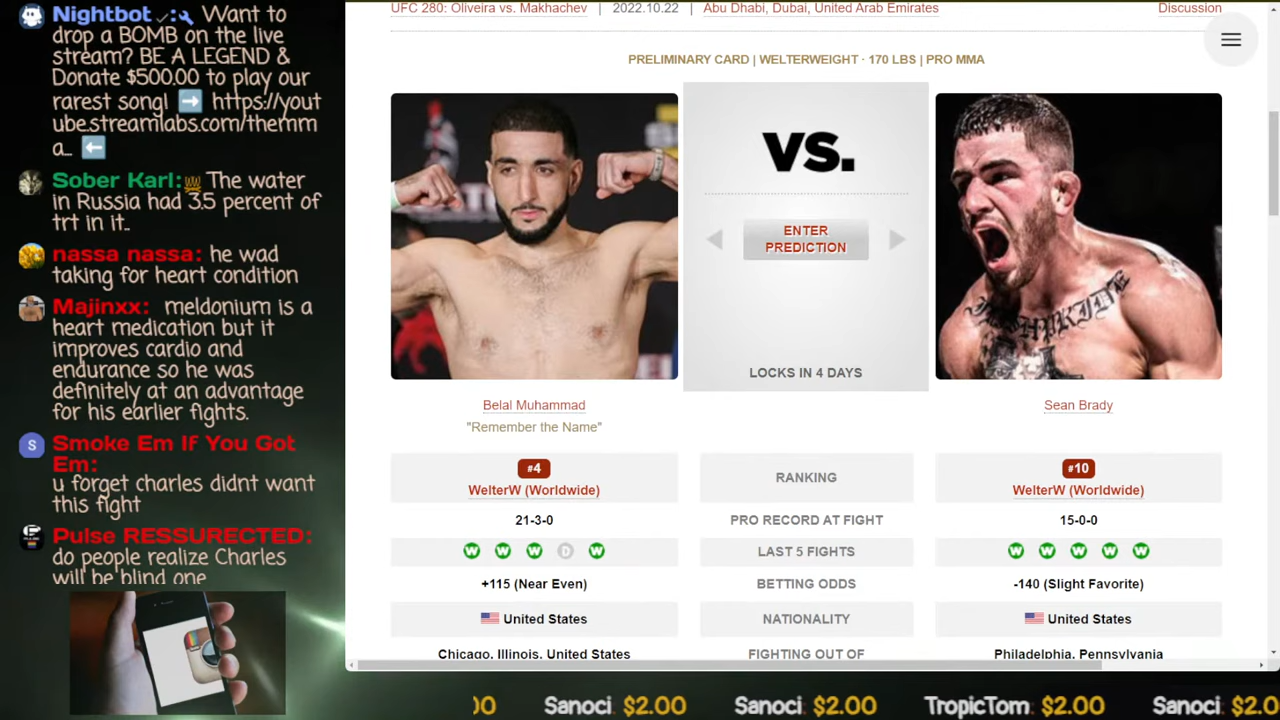 Nightbot: Want to
drop a BOMB on the live
stream? BE A LEGEND &
Donate $500.00 to play our
rarest song! ➡️ https://yout
ube.streamlabs.com/themm
a... ⬅️
Sober Karl: The water
in Russia had 3.5 percent of
trt in it..
nassa nassa: he wad
taking for heart condition
Majinxx: meldonium is a
heart medication but it
improves cardio and
endurance so he was
definitely at an advantage
for his earlier fights.
S
Smoke Em If You Got
Em:
u forget charles didnt want
this fight
Pulse RESSURECTED:
do people realize Charles
will be blind one
UFC 280: Oliveira vs. Makhachev | 2022.10.22 | Abu Dhabi, Dubai, United Arab Emirates
Discussion
PRELIMINARY CARD | WELTERWEIGHT · 170 LBS | PRO MMA
VS.
ENTER
PREDICTION
LOCKS IN 4 DAYS
Belal Muhammad
Sean Brady
"Remember the Name"
#4 RANKING #10
WelterW (Worldwide) WelterW (Worldwide)
21-3-0 PRO RECORD AT FIGHT 15-0-0
W W W D W LAST 5 FIGHTS W W W W W
+115 (Near Even) BETTING ODDS -140 (Slight Favorite)
United States NATIONALITY United States
Chicago, Illinois, United States FIGHTING OUT OF Philadelphia, Pennsylvania
00 Sanoci: $2.00 Sanoci: $2.00 TropicTom: $2.00 Sanoci: $2.0